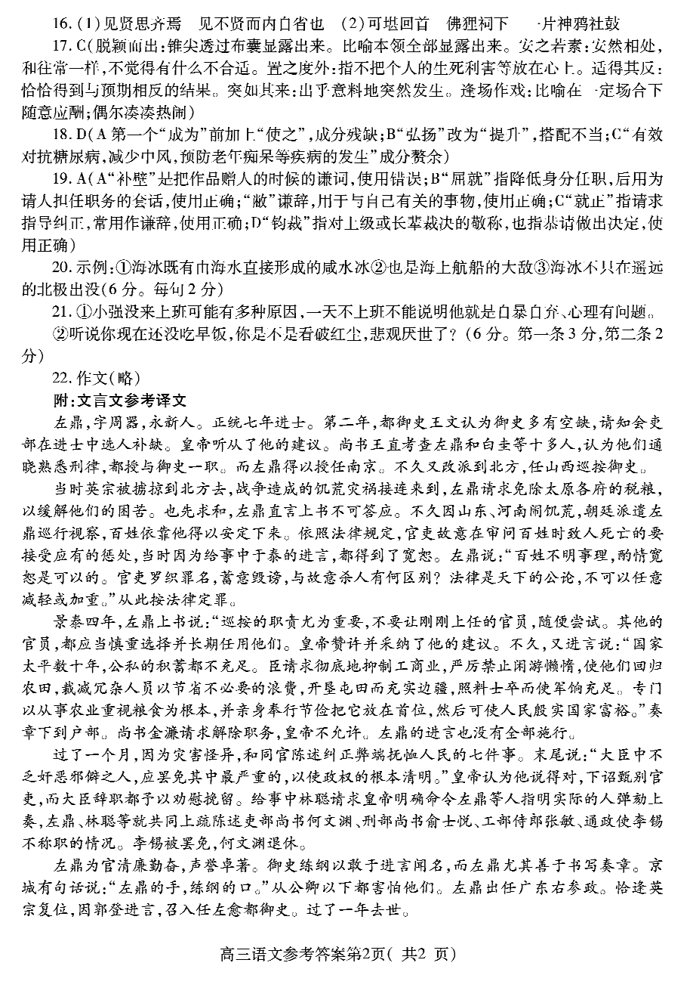 16.(1)见贤思齐焉 见不贤而内自省也 (2)可堪回首 佛狸祠下 一片神鸦社鼓
17.C(脱颖而出:锥尖透过布囊显露出来。比喻本领全部显露出来。安之若素:安然相处,
和往常一样,不觉得有什么不合适。置之度外:指不把个人的生死利害等放在心上。适得其反:
恰恰得到与预期相反的结果。突如其来:出乎意料地突然发生。逢场作戏:比喻在一定场合下
随意应酬;偶尔凑凑热闹)
18.D(A 第一个“成为”前加上“使之”,成分残缺;B“弘扬”改为“提升”,搭配不当;C“有效
对抗糖尿病,减少中风,预防老年痴呆等疾病的发生”成分赘余)
19.A(A“补壁”是把作品赠人的时候的谦词,使用错误;B“屈就”指降低身分任职,后用为
请人担任职务的套话,使用正确;“敝”谦辞,用于与自己有关的事物,使用正确;C“就正”指请求
指导纠正,常用作谦辞,使用正确;D“钧裁”指对上级或长辈裁决的敬称,也指恭请做出决定,使
用正确)
20.示例:①海冰既有由海水直接形成的咸水冰②也是海上航船的大敌③海冰不只在遥远
的北极出没(6 分。每句 2 分)
21.①小强没来上班可能有多种原因,一天不上班不能说明他就是自暴自弃、心理有问题。
②听说你现在还没吃早饭,你是不是看破红尘,悲观厌世了?(6 分。第一条 3 分,第二条 2
分)
22.作文(略)
附:文言文参考译文
左鼎,字周器,永新人。正统七年进士。第二年,都御史王文认为御史多有空缺,请知会吏
部在进士中选人补缺。皇帝听从了他的建议。尚书王直考查左鼎和白圭等十多人,认为他们通
晓熟悉刑律,都授与御史一职。而左鼎得以授任南京。不久又改派到北方,任山西巡按御史。
当时英宗被掳掠到北方去,战争造成的饥荒灾祸接连来到,左鼎请求免除太原各府的税粮,
以缓解他们的困苦。也先求和,左鼎直言上书不可答应。不久因山东、河南闹饥荒,朝廷派遣左
鼎巡行视察,百姓依靠他得以安定下来。依照法律规定,官吏故意在审问百姓时致人死亡的要
接受应有的惩处,当时因为给事中于泰的进言,都得到了宽恕。左鼎说:“百姓不明事理,酌情宽
恕是可以的。官吏罗织罪名,蓄意毁谤,与故意杀人有何区别?法律是天下的公论,不可以任意
减轻或加重。”从此按法律定罪。
景泰四年,左鼎上书说:“巡按的职责尤为重要,不要让刚刚上任的官员,随便尝试。其他的
官员,都应当慎重选择并长期任用他们。皇帝赞许并采纳了他的建议。不久,又进言说:“国家
太平数十年,公私的积蓄都不充足。臣请求彻底地抑制工商业,严厉禁止闲游懒惰,使他们回归
农田,裁减冗杂人员以节省不必要的浪费,开垦屯田而充实边疆,照料士卒而使军饷充足。专门
以从事农业重视粮食为根本,并亲身奉行节俭把它放在首位,然后可使人民殷实国家富裕。”奏
章下到户部。尚书金濂请求解除职务,皇帝不允许。左鼎的进言也没有全部施行。
过了一个月,因为灾害怪异,和同官陈述纠正弊端抚恤人民的七件事。末尾说:“大臣中不
乏奸恶邪僻之人,应罢免其中最严重的,以使政权的根本清明。”皇帝认为他说得对,下诏甄别官
吏,而大臣辞职都予以劝慰挽留。给事中林聪请求皇帝明确命令左鼎等人指明实际的人弹劾上
奏,左鼎、林聪等就共同上疏陈述吏部尚书何文渊、刑部尚书俞士悦、工部侍郎张敏、通政使李锡
不称职的情况。李锡被罢免,何文渊退休。
左鼎为官清廉勤奋,声誉卓著。御史练纲以敢于进言闻名,而左鼎尤其善于书写奏章。京
城有句话说:“左鼎的手,练纲的口。”从公卿以下都害怕他们。左鼎出任广东右参政。恰逢英
宗复位,因郭登进言,召入任左佥都御史。过了一年去世。
高三语文参考答案第2页( 共2 页)